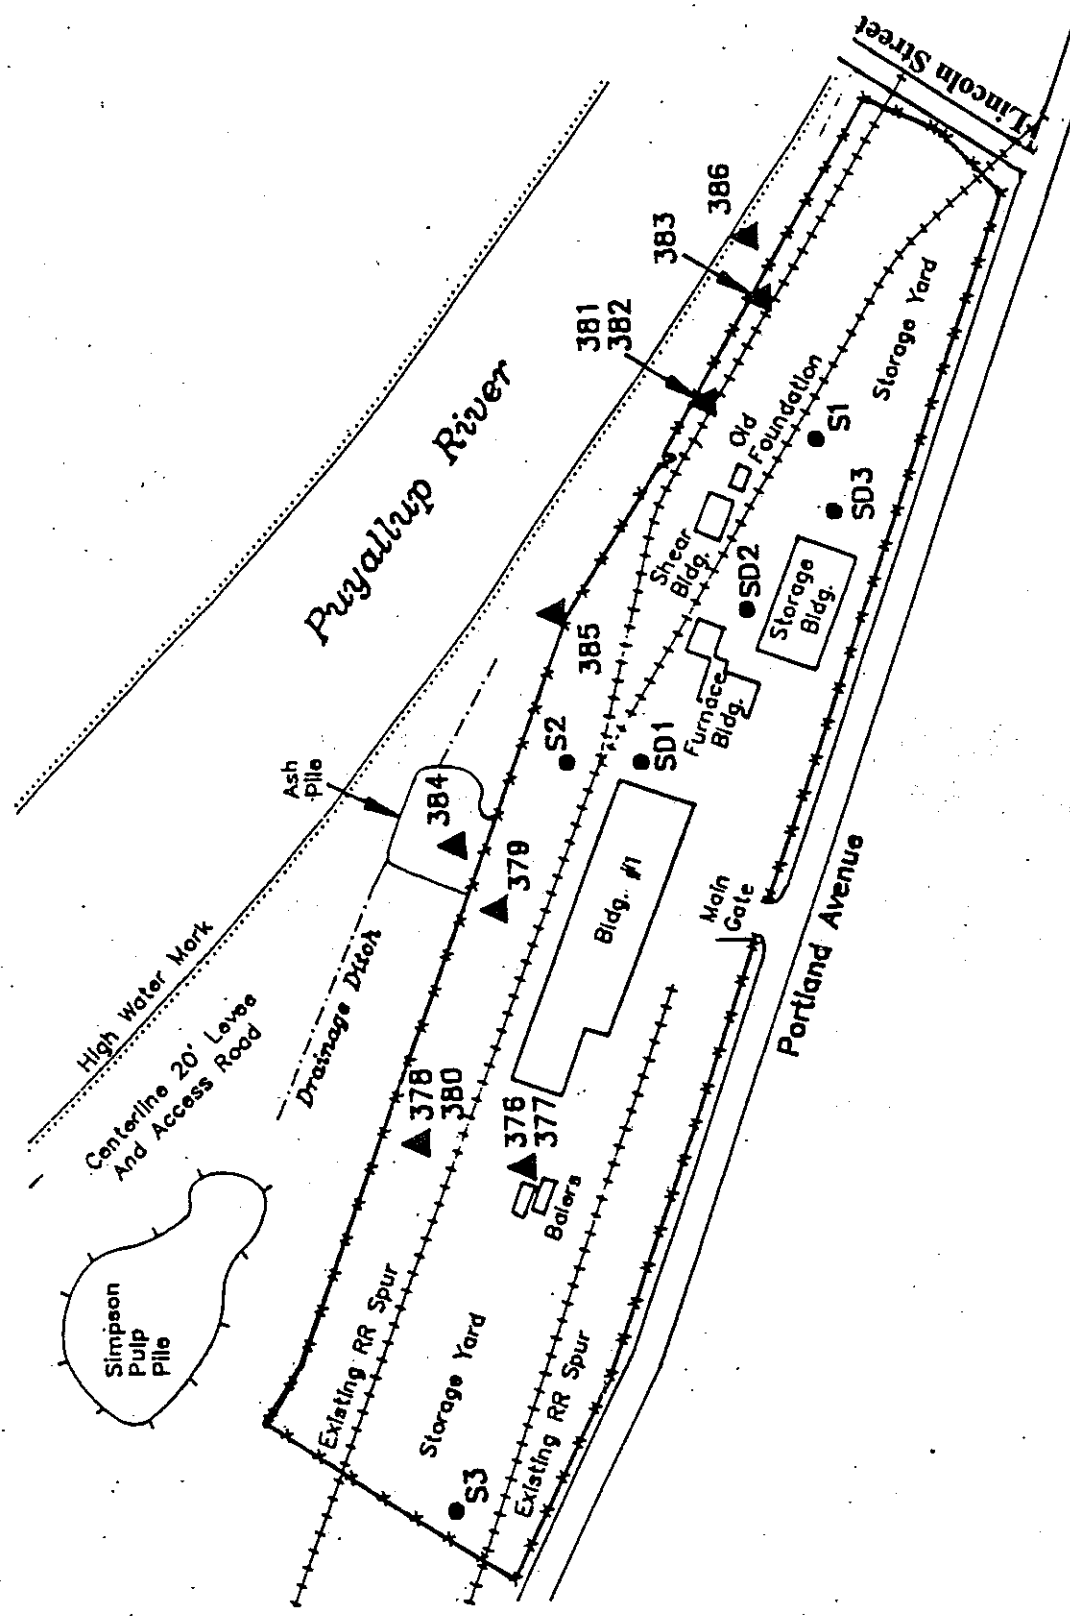 Lincoln Street
386
383
381
382
Puyallup River
Storage Yard
Old
Foundation
S1
SD3
Shear
Bldg.
SD2
Storage
Bldg.
385
Furnace
Bldg.
S2
SD1
Ash
Pile
384
379
Bldg. #1
Main
Gate
Portland Avenue
High Water Mark
Centerline 20' Levee
And Access Road
Drainage Ditch
378
380
376
377
Balers
Simpson
Pulp
Pile
Existing RR Spur
Storage Yard
Existing RR Spur
S3